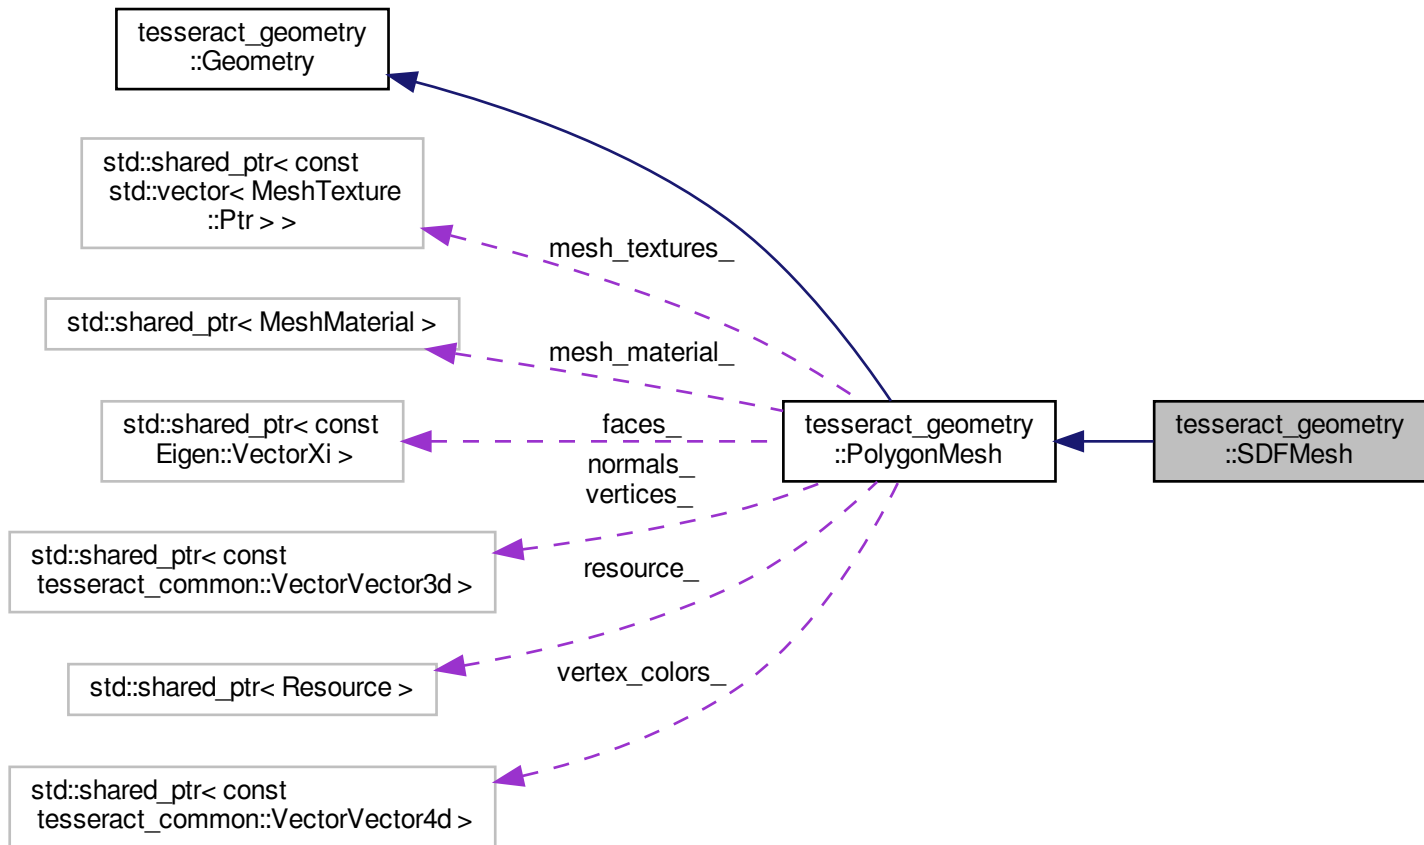 tesseract_geometry
::Geometry
std::shared_ptr< const
std::vector< MeshTexture
::Ptr > >
mesh_textures_
std::shared_ptr< MeshMaterial >
mesh_material_
std::shared_ptr< const
Eigen::VectorXi >
faces_
tesseract_geometry
::PolygonMesh
tesseract_geometry
::SDFMesh
normals_
vertices_
std::shared_ptr< const
tesseract_common::VectorVector3d >
resource_
std::shared_ptr< Resource >
vertex_colors_
std::shared_ptr< const
tesseract_common::VectorVector4d >